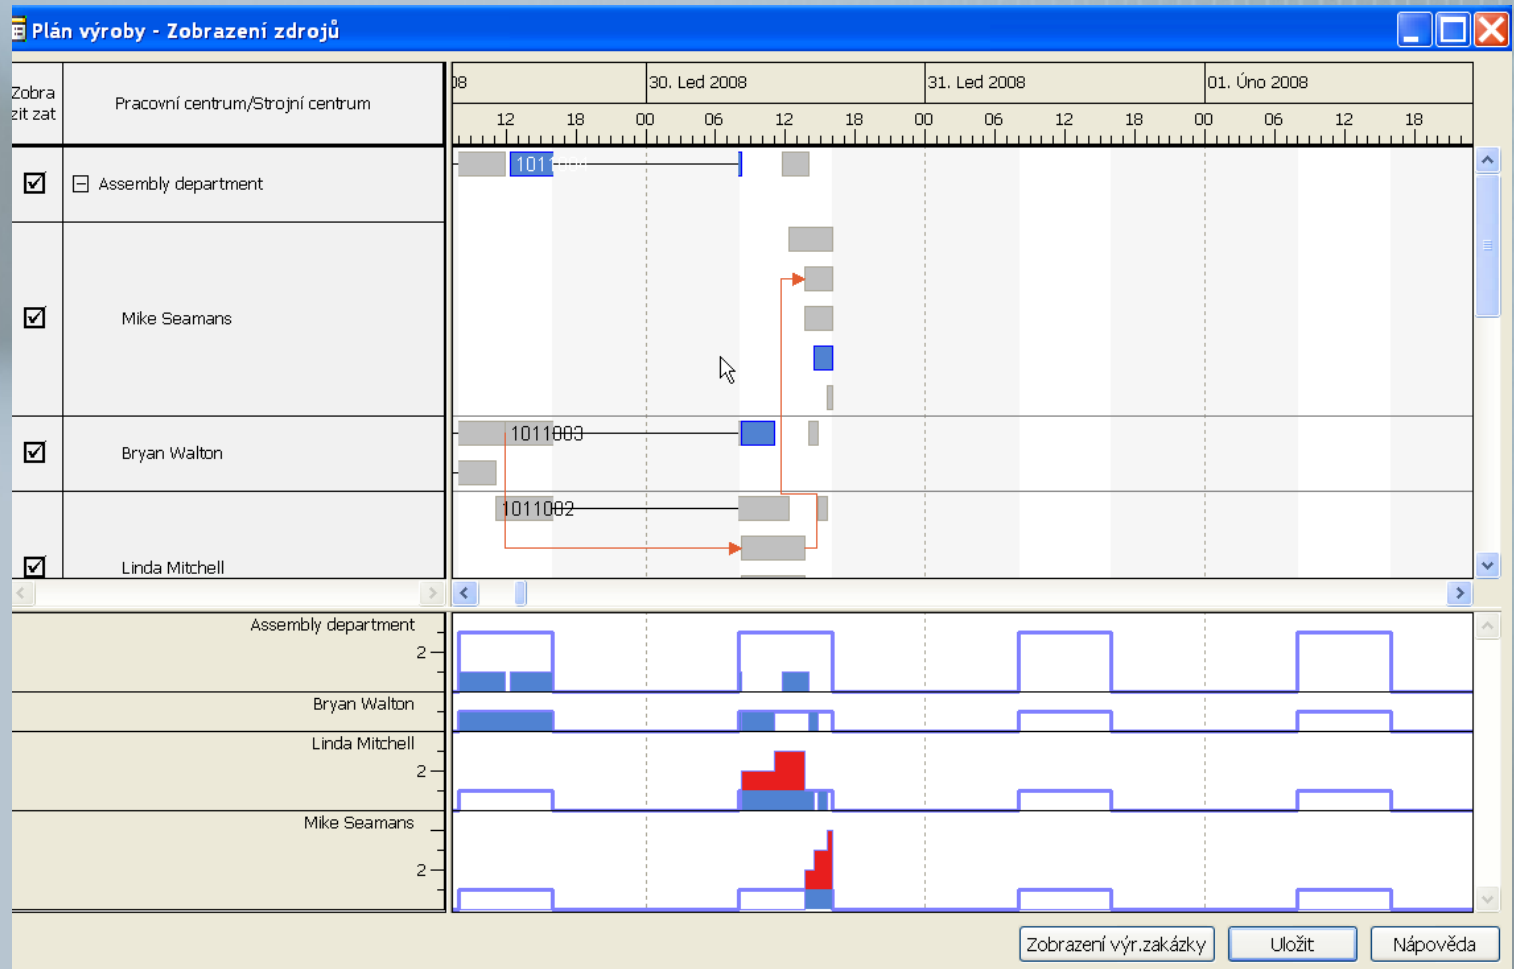 Plán výroby - Zobrazení zdrojů
Zobra
zit zat
Pracovní centrum/Strojní centrum
08
30. Led 2008
31. Led 2008
01. Úno 2008
12 18 00 06 12 18 00 06 12 18 00 06 12 18
Assembly department
Mike Seamans
1011003
Bryan Walton
1011002
Linda Mitchell
Assembly department
2
Bryan Walton
Linda Mitchell
2
Mike Seamans
2
Zobrazení výr.zakázky
Uložit
Nápověda